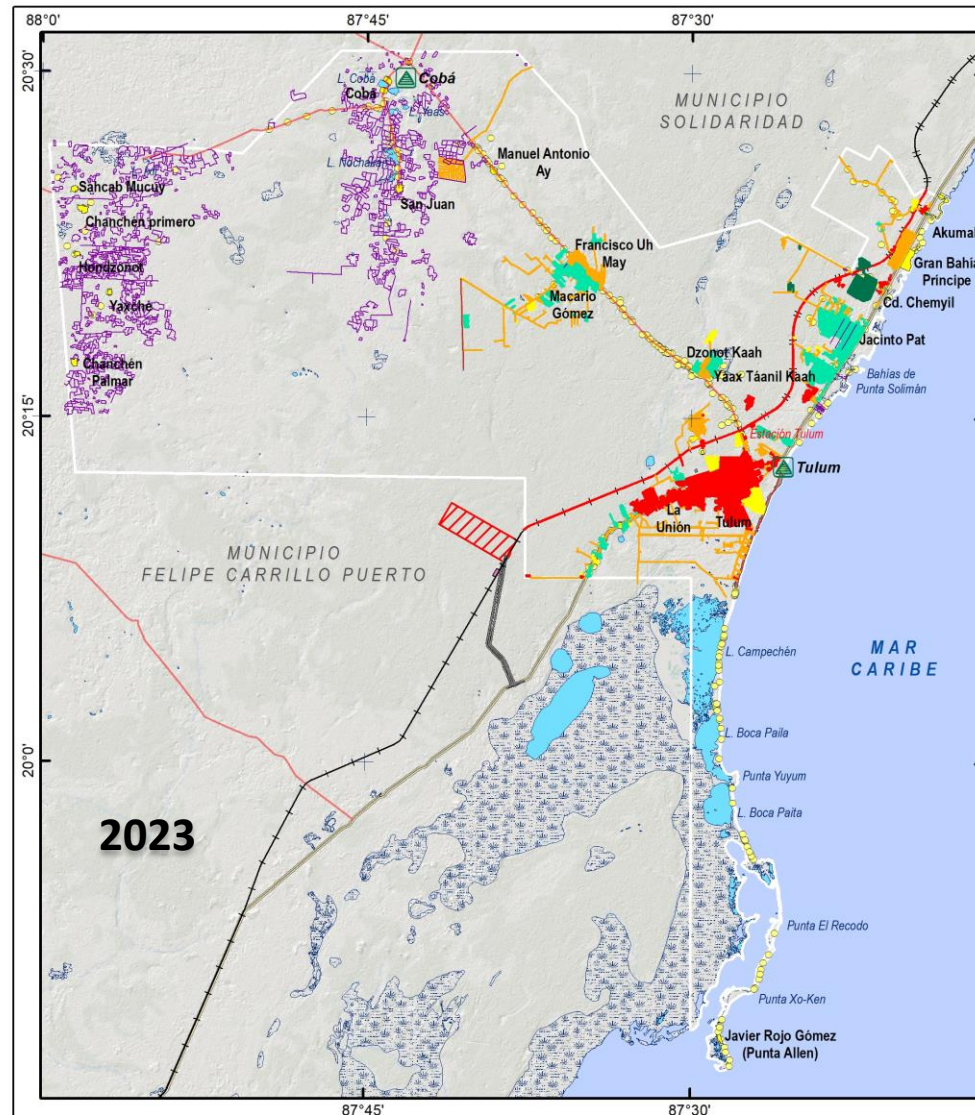 88°0'
87°45'
87°30'
20°30'
L. Cobá
Cobá
Cobá
MUNICIPIO
SOLIDARIDAD
Manuel Antonio
Ay
Sahcab Mucuy
San Juan
Chanchén primero
Akumal
Francisco Uh
May
Hondzonot
Gran Bahía
Príncipe
Macario
Gómez
Cd. Chemyil
Yaxché
Jacinto Pat
Dzonot Kaah
Chanchén
Palmar
Yáax Táanil Kaah
Bahías de
Punta Solimán
20°15'
Estación Tulum
Tulum
La
Unión
Tulum
MUNICIPIO
FELIPE CARRILLO PUERTO
MAR
CARIBE
L. Campechén
L. Boca Paila
20°0'
Punta Yuyum
L. Boca Paita
2023
Punta El Recodo
Punta Xo-Ken
Javier Rojo Gómez
(Punta Allen)
87°45'
87°30'